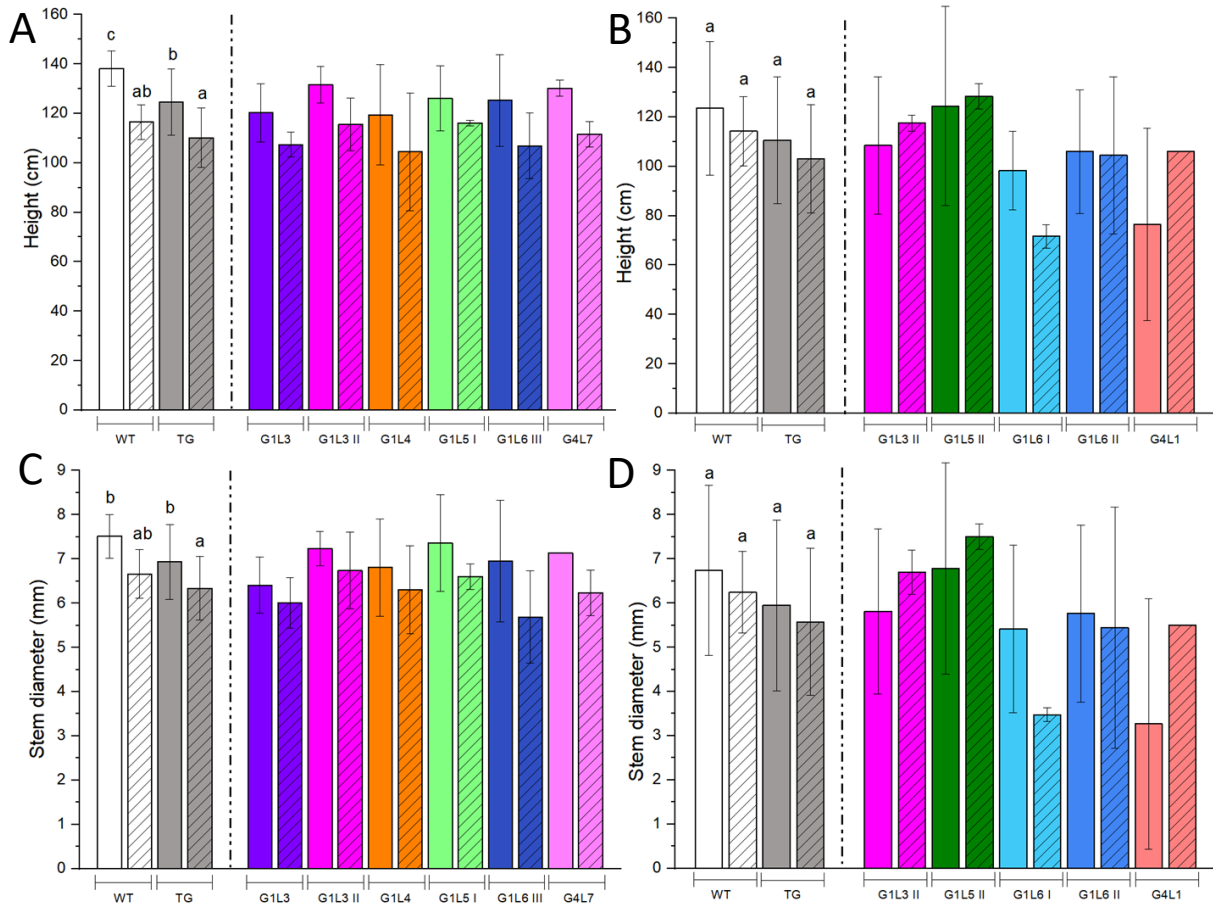 A
Height (cm)
160
140
120
100
80
60
40
20
0
c
ab
b
a
WT
TG
G1L3
G1L3 II
G1L4
G1L5 I
G1L6 III
G4L7
B
Height (cm)
160
140
120
100
80
60
40
20
0
a
a
a
a
WT
TG
G1L3 II
G1L5 II
G1L6 I
G1L6 II
G4L1
C
Stem diameter (mm)
9
8
7
6
5
4
3
2
1
0
b
ab
b
a
WT
TG
G1L3
G1L3 II
G1L4
G1L5 I
G1L6 III
G4L7
D
Stem diameter (mm)
9
8
7
6
5
4
3
2
1
0
a
a
a
a
WT
TG
G1L3 II
G1L5 II
G1L6 I
G1L6 II
G4L1